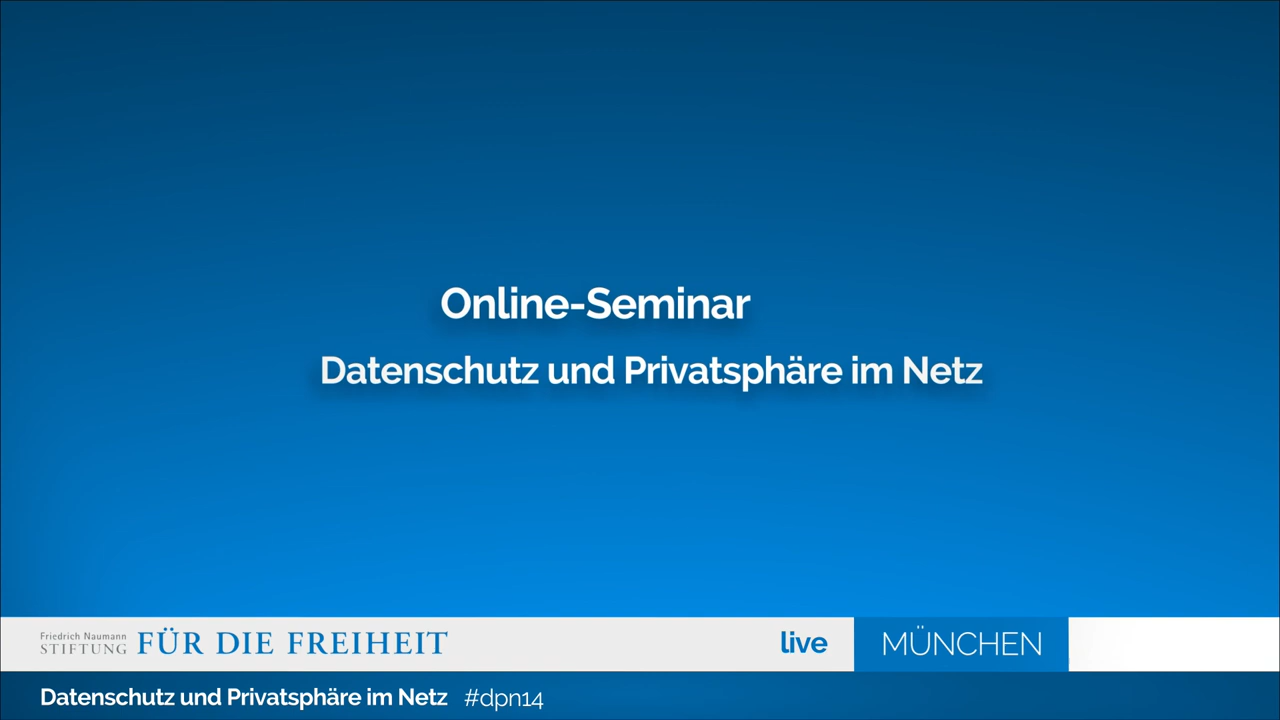 Online-Seminar
Datenschutz und Privatsphäre im Netz
Friedrich Naumann
STIFTUNG FÜR DIE FREIHEIT
live
MÜNCHEN
Datenschutz und Privatsphäre im Netz #dpn14